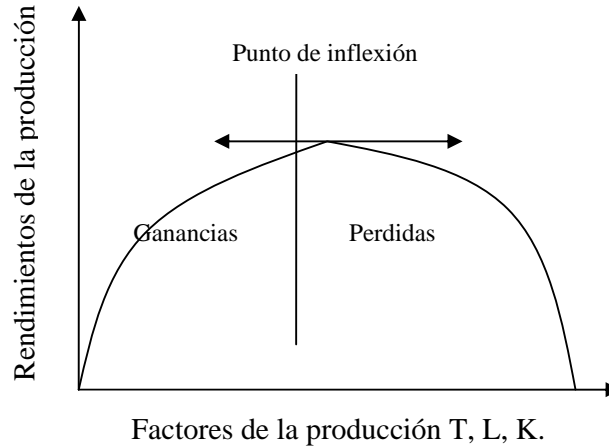 Rendimientos de la producción
Punto de inflexión
Ganancias
Perdidas
Factores de la producción T, L, K.